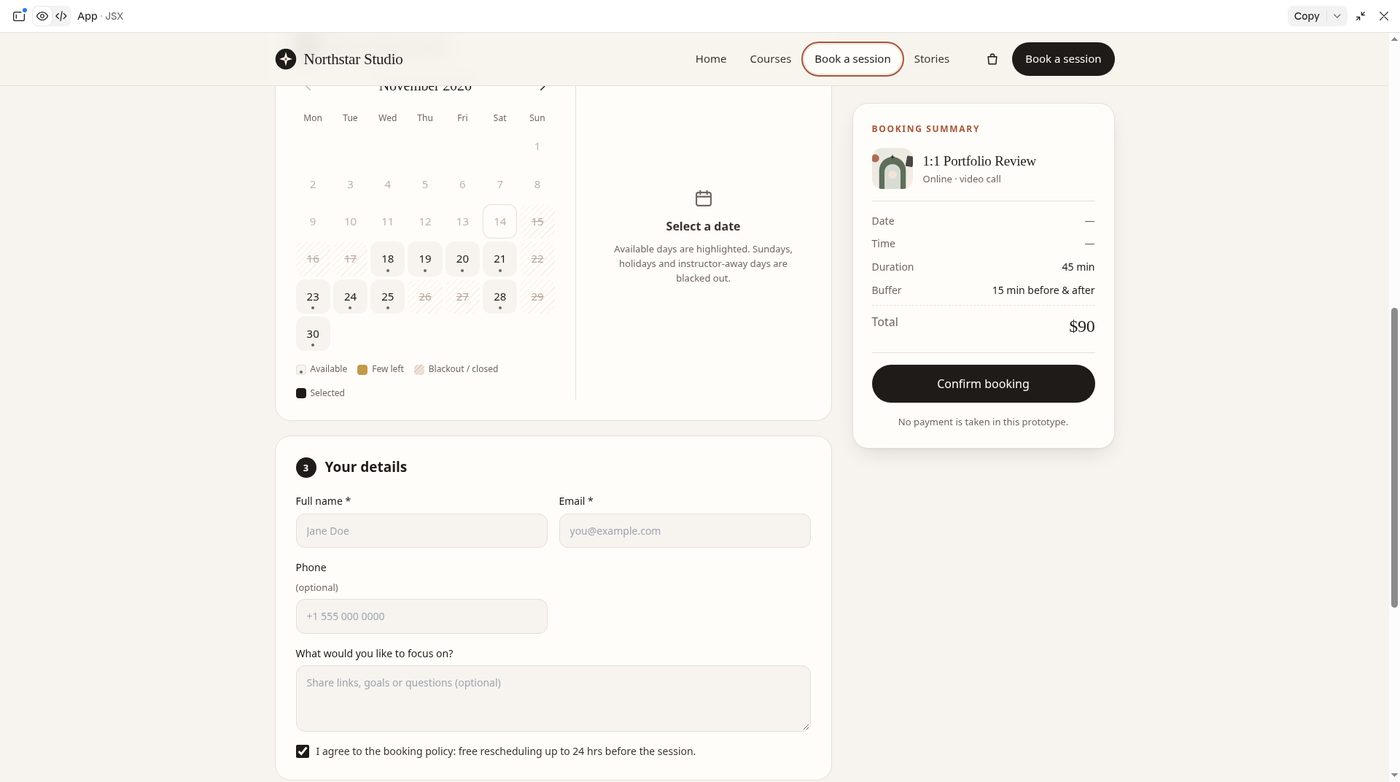 App · JSX
Copy
Northstar Studio
Home Courses Book a session Stories Book a session
November 2026
Mon Tue Wed Thu Fri Sat Sun
1
2 3 4 5 6 7 8
9 10 11 12 13 14 15
16 17 18 19 20 21 22
23 24 25 26 27 28 29
30
Available Few left Blackout / closed
Selected
Select a date
Available days are highlighted. Sundays,
holidays and instructor-away days are
blacked out.
BOOKING SUMMARY
1:1 Portfolio Review
Online · video call
Date —
Time —
Duration 45 min
Buffer 15 min before & after
Total $90
Confirm booking
No payment is taken in this prototype.
3 Your details
Full name * Email *
Jane Doe you@example.com
Phone
(optional)
+1 555 000 0000
What would you like to focus on?
Share links, goals or questions (optional)
I agree to the booking policy: free rescheduling up to 24 hrs before the session.